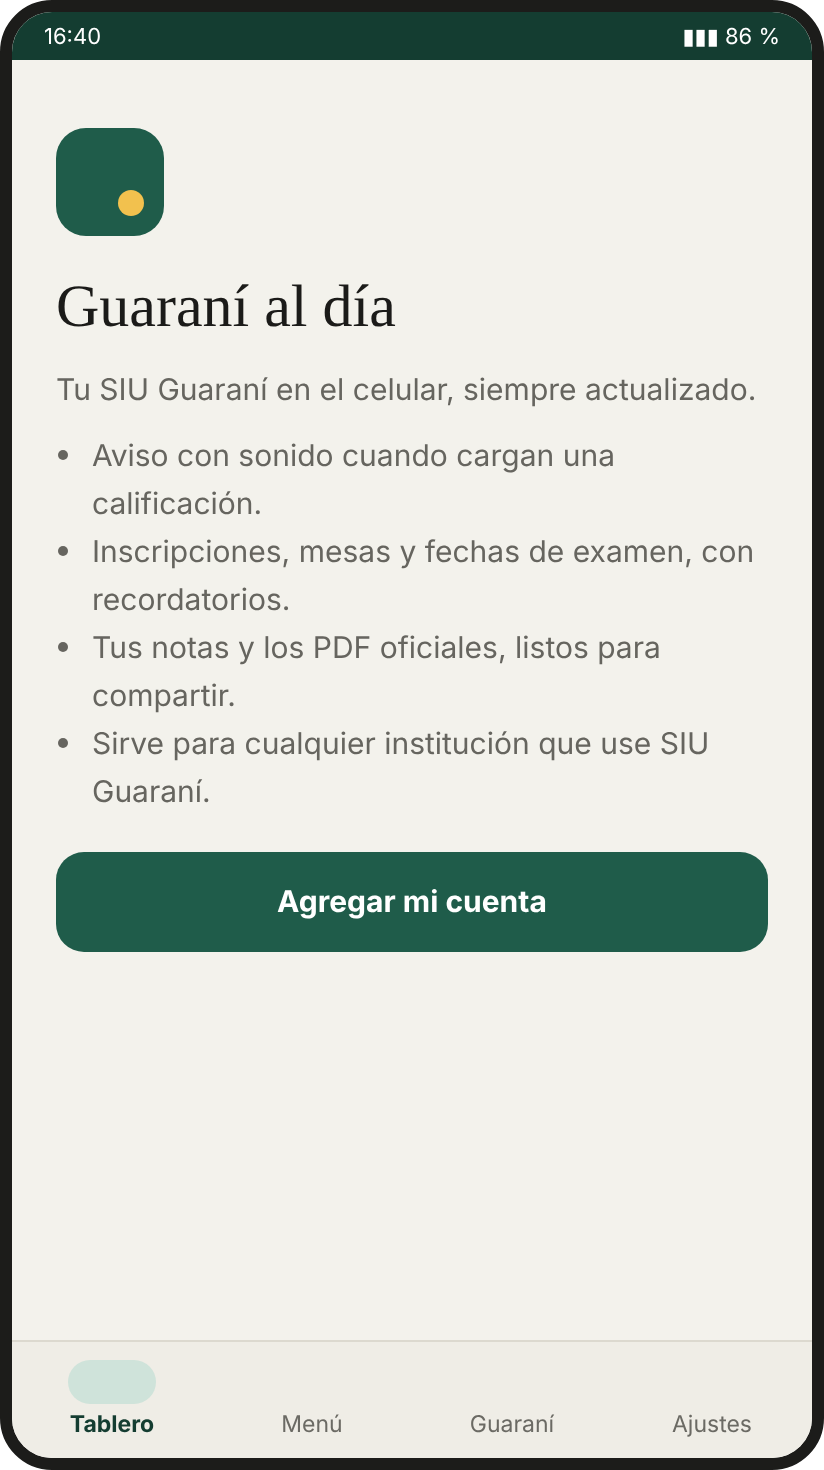 16:40
86 %
Guaraní al día
Tu SIU Guaraní en el celular, siempre actualizado.
• Aviso con sonido cuando cargan una
calificación.
• Inscripciones, mesas y fechas de examen, con
recordatorios.
• Tus notas y los PDF oficiales, listos para
compartir.
• Sirve para cualquier institución que use SIU
Guaraní.
Agregar mi cuenta
Tablero
Menú
Guaraní
Ajustes